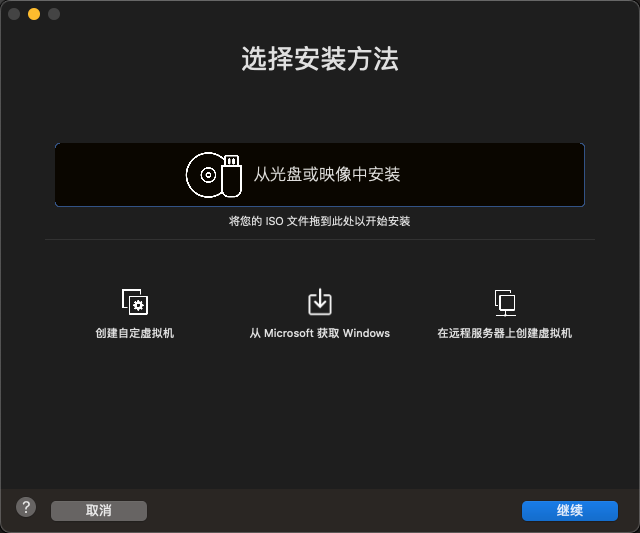 选择安装方法
从光盘或映像中安装
将您的 ISO 文件拖到此处以开始安装
创建自定虚拟机
从 Microsoft 获取 Windows
在远程服务器上创建虚拟机
?
取消
继续